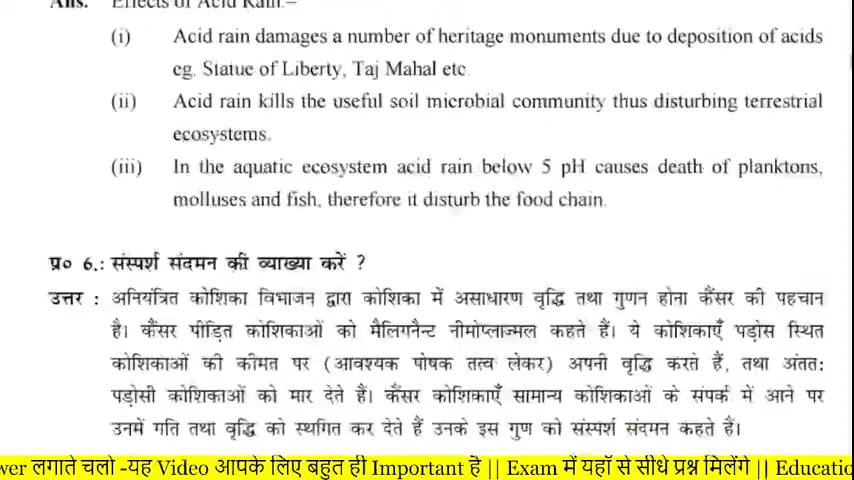 Ans. Effects of Acid Rain.–
(i) Acid rain damages a number of heritage monuments due to deposition of acids
eg. Statue of Liberty, Taj Mahal etc.
(ii) Acid rain kills the useful soil microbial community thus disturbing terrestrial
ecosystems.
(iii) In the aquatic ecosystem acid rain below 5 pH causes death of planktons,
molluses and fish, therefore it disturb the food chain.
प्र० 6.: संस्पर्श संदमन की व्याख्या करें ?
उत्तर : अनियंत्रित कोशिका विभाजन द्वारा कोशिका में असाधारण वृद्धि तथा गुणन होना कैंसर की पहचान
है। कैंसर पीड़ित कोशिकाओं को मैलिगनैन्ट नीमोप्लाज्मल कहते हैं। ये कोशिकाएँ पड़ोस स्थित
कोशिकाओं की कीमत पर (आवश्यक पोषक तत्व लेकर) अपनी वृद्धि करते हैं, तथा अंततः
पड़ोसी कोशिकाओं को मार देते है। कैंसर कोशिकाएँ सामान्य कोशिकाओं के संपर्क में आने पर
उनमें गति तथा वृद्धि को स्थगित कर देते हैं उनके इस गुण को संस्पर्श संदमन कहते है।
wer लगाते चलो -यह Video आपके लिए बहुत ही Important है || Exam में यहाँ से सीधे प्रश्न मिलेंगे || Educatio